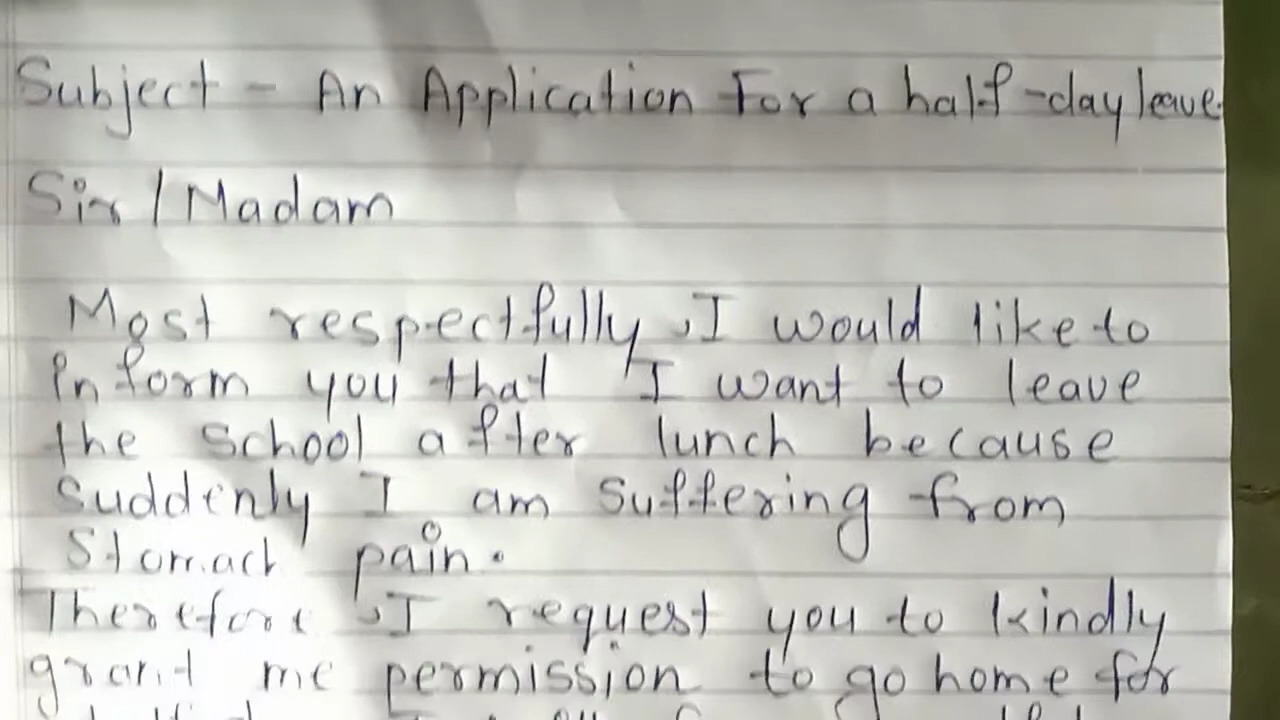 Subject - An Application For a half-day leave.
Sir / Madam
Most respectfully, I would like to
inform you that I want to leave
the school after lunch because
suddenly I am suffering from
Stomach pain.
Therefore, I request you to kindly
grant me permission to go home for